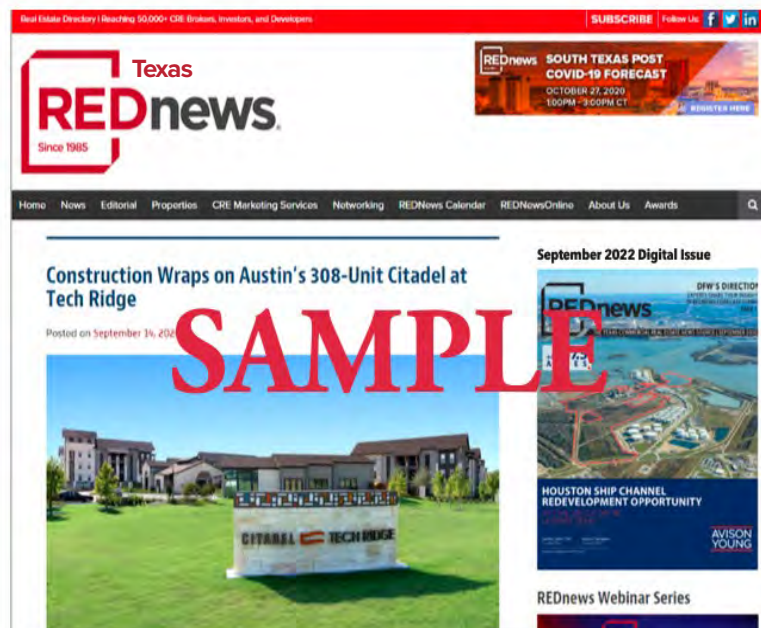 Real Estate Directory | Reaching 50,000+ CRE Brokers, Investors, and Developers
SUBSCRIBE
Follow Us:
Texas
REDnews
Since 1985
REDnews
SOUTH TEXAS POST
COVID-19 FORECAST
OCTOBER 27, 2020
1:00PM - 3:00PM CT
REGISTER HERE
Home News Editorial Properties CRE Marketing Services Networking REDNews Calendar REDNewsOnline About Us Awards
Construction Wraps on Austin's 308-Unit Citadel at
Tech Ridge
Posted on September 14, 202
SAMPLE
CITADEL TECH RIDGE
September 2022 Digital Issue
DFW'S DIRECTION
REDnews
HOUSTON SHIP CHANNEL
REDEVELOPMENT OPPORTUNITY
AVISON
YOUNG
REDnews Webinar Series